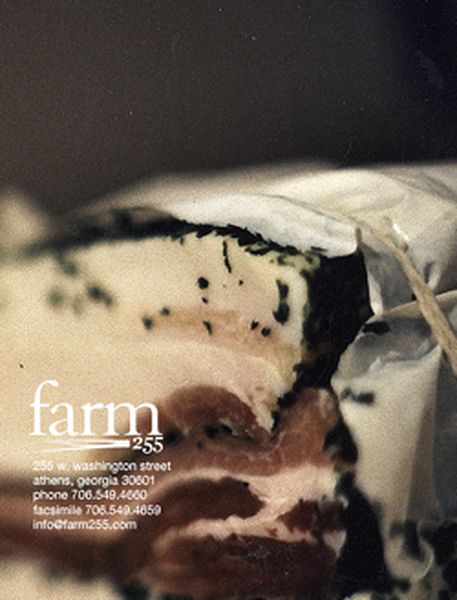 farm
255
255 w. washington street
athens, georgia 30601
phone 706.549.4660
facsimile 706.549.4659
info@farm255.com